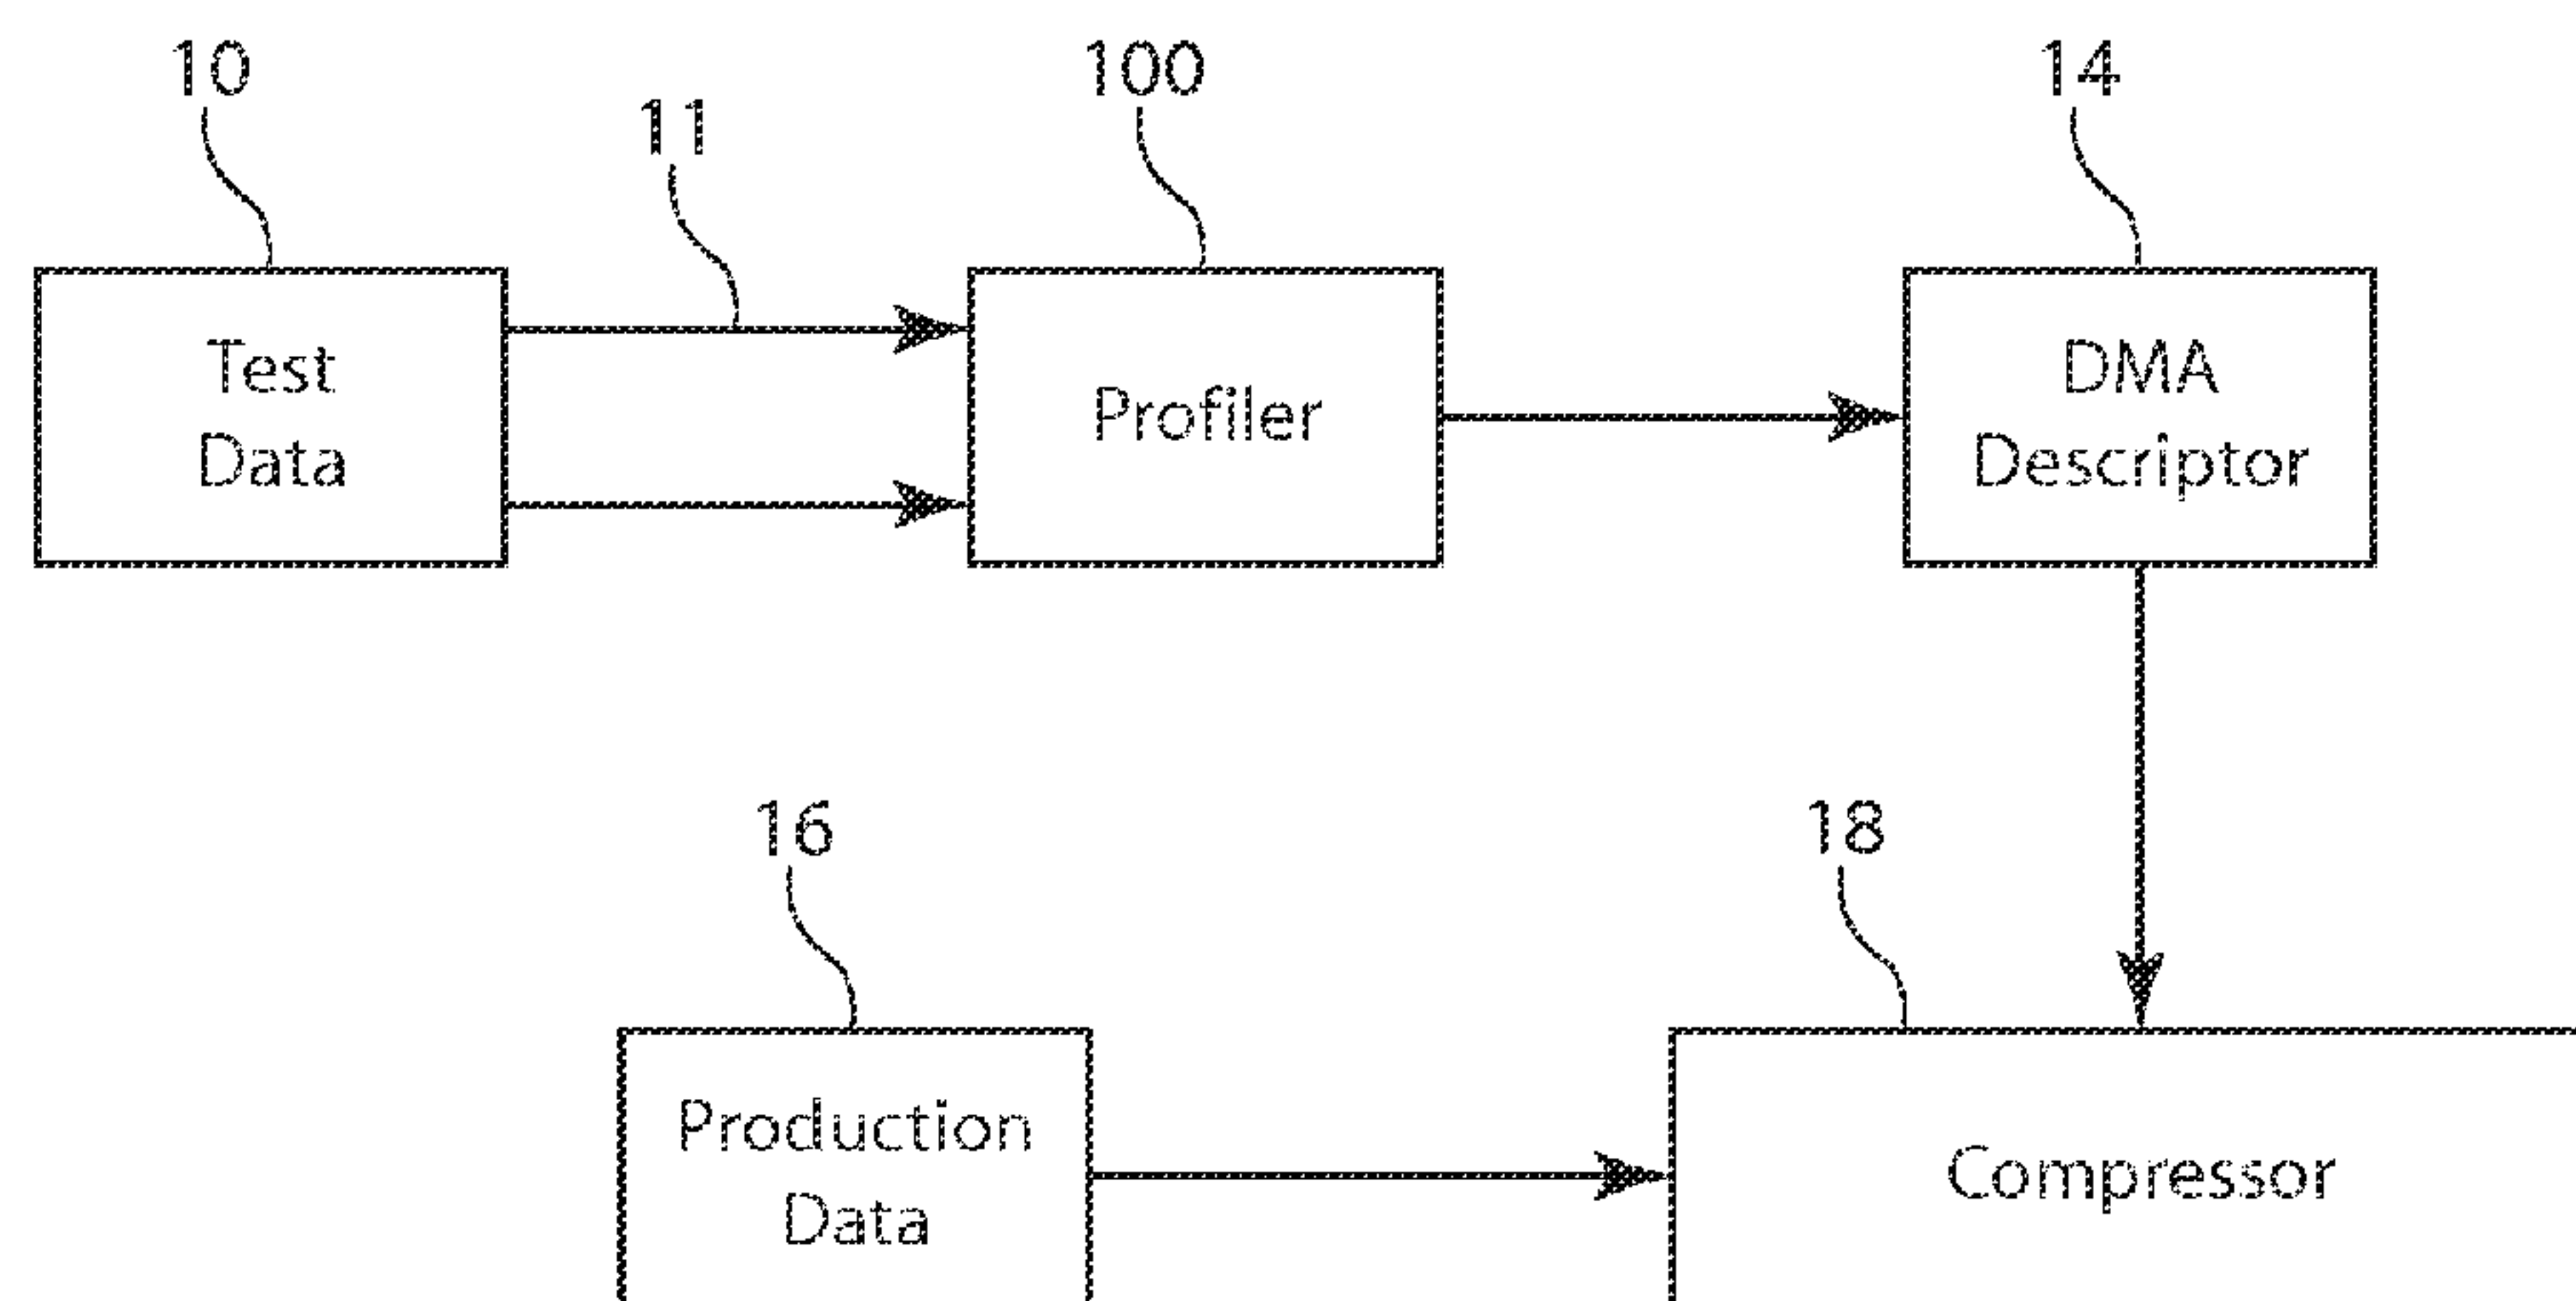 10
100
14
11
Test
Data
Profiler
DMA
Descriptor
16
18
Production
Data
Compressor